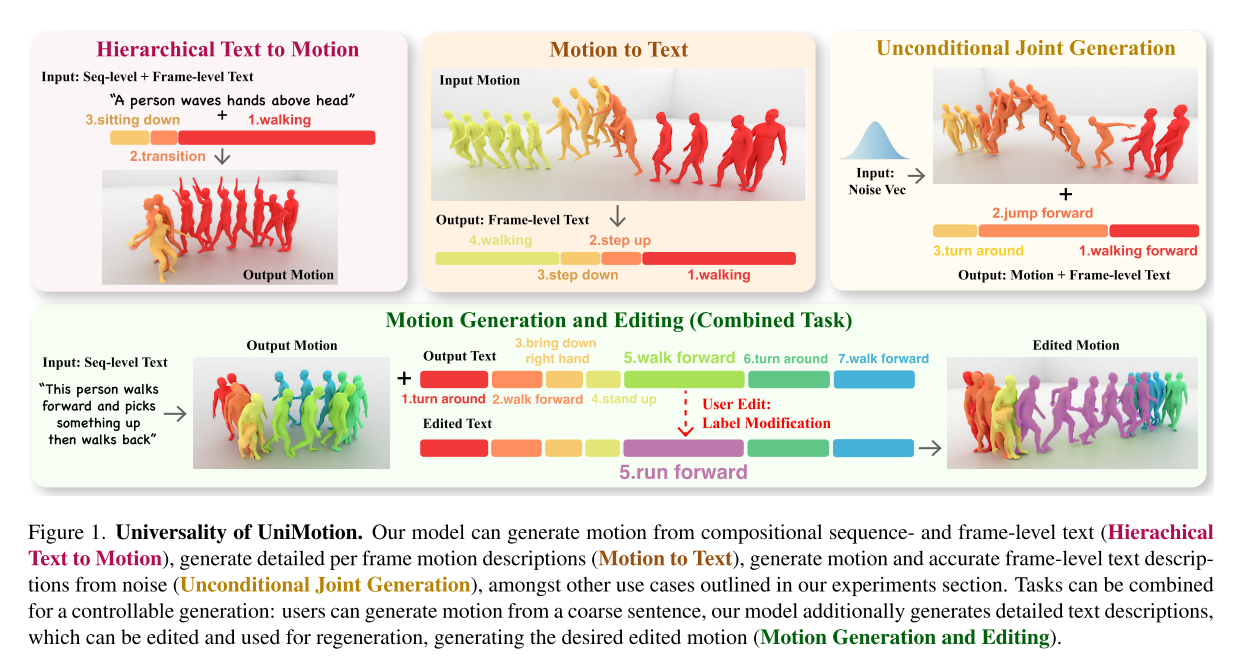 Hierarchical Text to Motion
Input: Seq-level + Frame-level Text
“A person waves hands above head”
3.sitting down
+
1.walking
2.transition
Output Motion
Motion to Text
Input Motion
Output: Frame-level Text
4.walking
2.step up
3.step down
1.walking
Unconditional Joint Generation
Input:
Noise Vec
+
2.jump forward
3.turn around
1.walking forward
Output: Motion + Frame-level Text
Motion Generation and Editing (Combined Task)
Input: Seq-level Text
“This person walks
forward and picks
something up
then walks back”
Output Motion
+
Output Text
3.bring down
right hand
5.walk forward
6.turn around
7.walk forward
1.turn around
2.walk forward
4.stand up
User Edit:
Label Modification
Edited Text
5.run forward
Edited Motion
Figure 1. Universality of UniMotion. Our model can generate motion from compositional sequence- and frame-level text (Hierachical
Text to Motion), generate detailed per frame motion descriptions (Motion to Text), generate motion and accurate frame-level text descrip-
tions from noise (Unconditional Joint Generation), amongst other use cases outlined in our experiments section. Tasks can be combined
for a controllable generation: users can generate motion from a coarse sentence, our model additionally generates detailed text descriptions,
which can be edited and used for regeneration, generating the desired edited motion (Motion Generation and Editing).